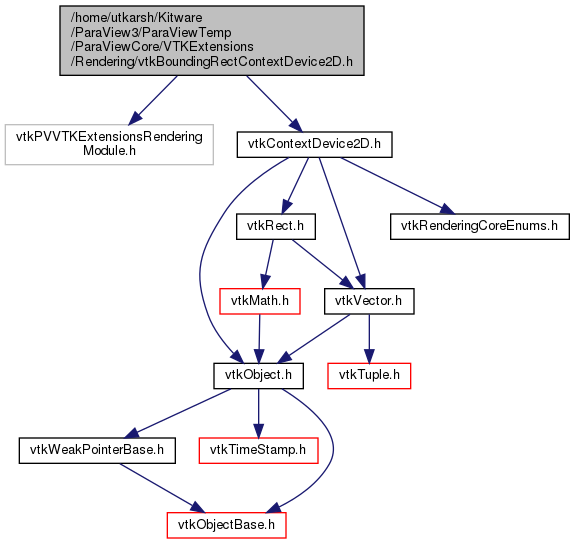 /home/utkarsh/Kitware
/ParaView3/ParaViewTemp
/ParaViewCore/VTKExtensions
/Rendering/vtkBoundingRectContextDevice2D.h
vtkPVVTKExtensionsRendering
Module.h
vtkContextDevice2D.h
vtkRect.h
vtkRenderingCoreEnums.h
vtkMath.h
vtkVector.h
vtkObject.h
vtkTuple.h
vtkWeakPointerBase.h
vtkTimeStamp.h
vtkObjectBase.h